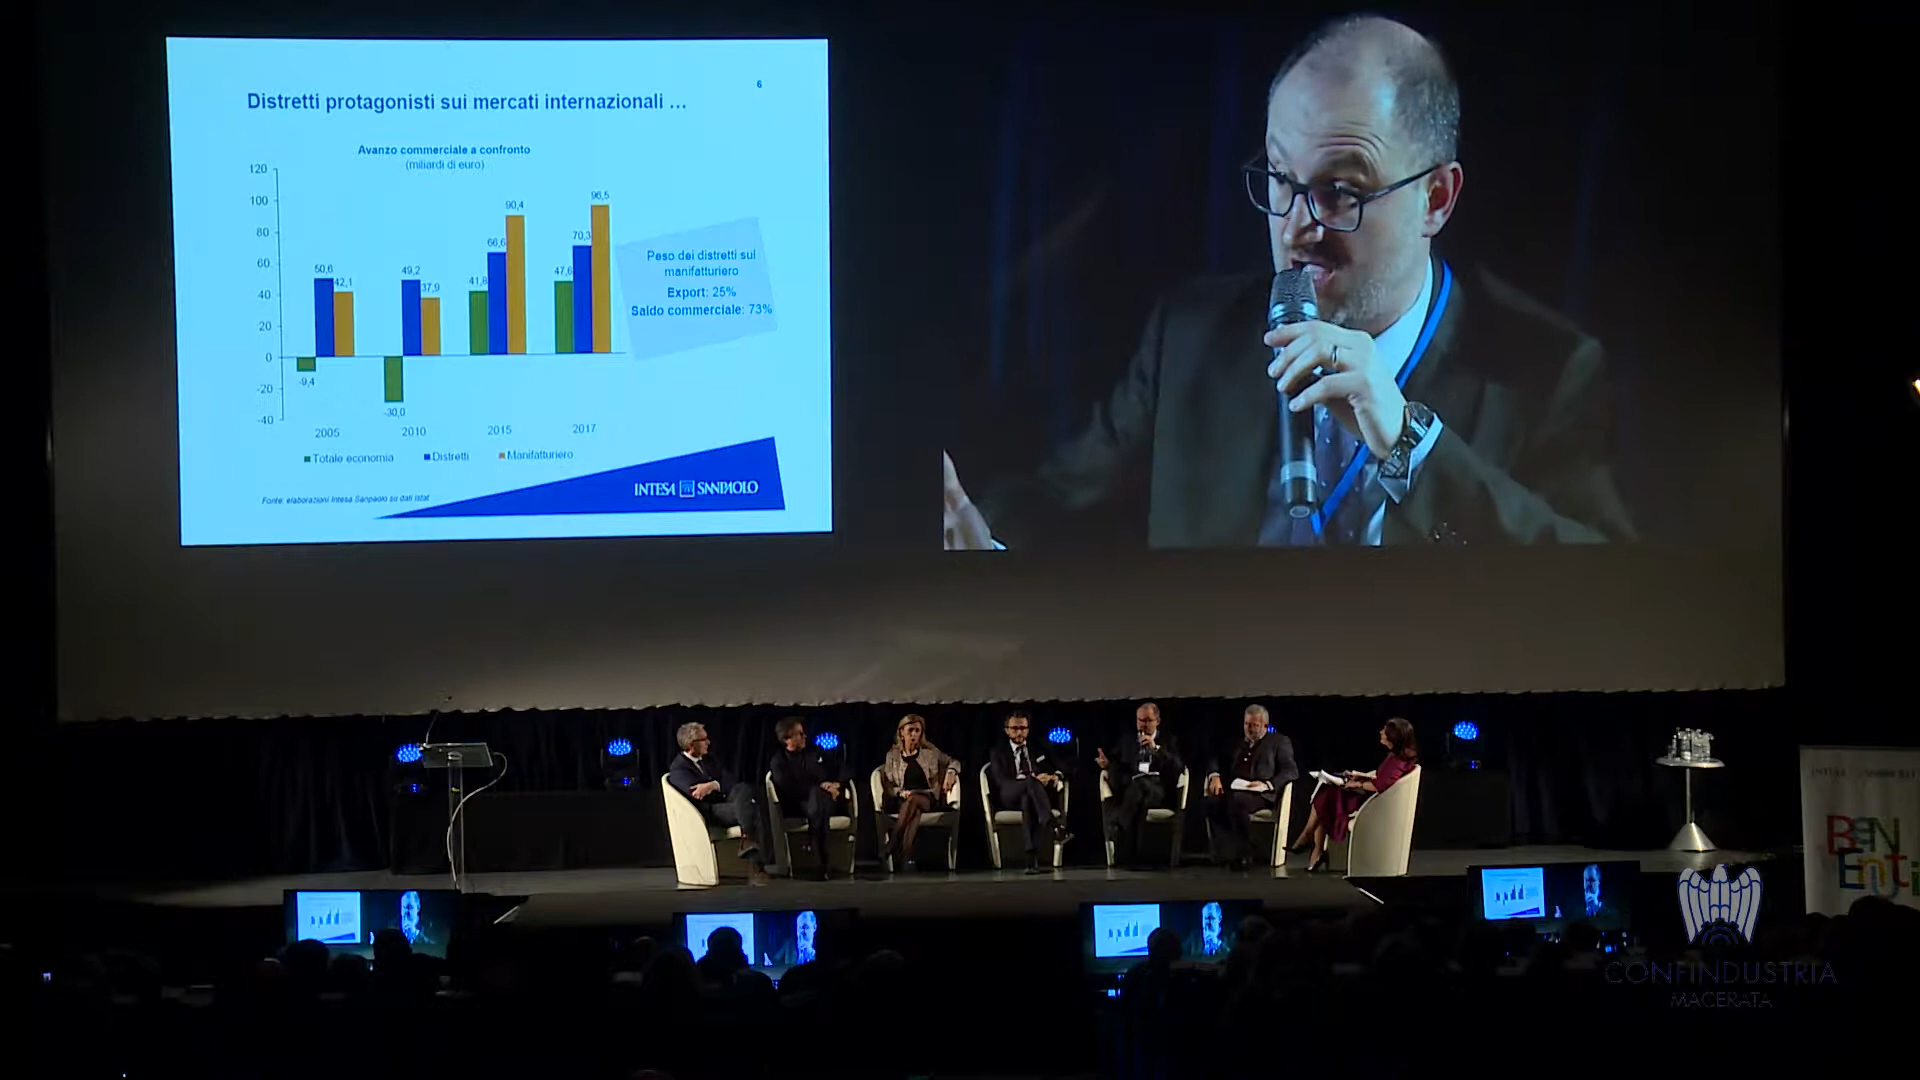 6
Distretti protagonisti sui mercati internazionali ...
Avanzo commerciale a confronto
(miliardi di euro)
120
100
80
60
40
20
0
-20
-40
-9,4
50,6
42,1
-30,0
49,2
37,9
41,8
66,6
90,4
47,6
70,3
96,5
2005 2010 2015 2017
Totale economia Distretti Manifatturiero
Peso dei distretti sul
manifatturiero
Export: 25%
Saldo commerciale: 73%
Fonte: elaborazioni Intesa Sanpaolo su dati Istat
INTESA SANPAOLO
CONFINDUSTRIA
MACERATA